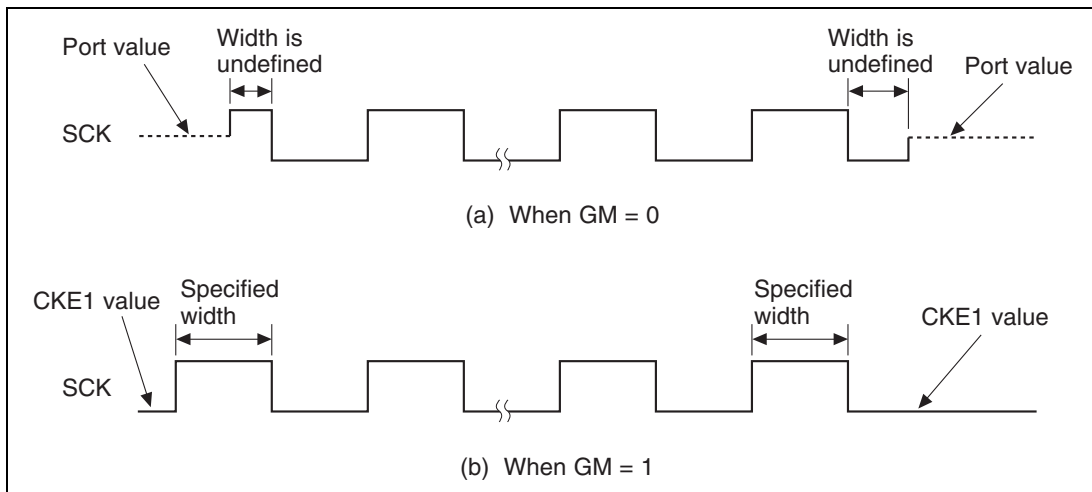 Port value
Width is
undefined
Width is
undefined
Port value
SCK
(a) When GM = 0
CKE1 value
Specified
width
Specified
width
CKE1 value
SCK
(b) When GM = 1